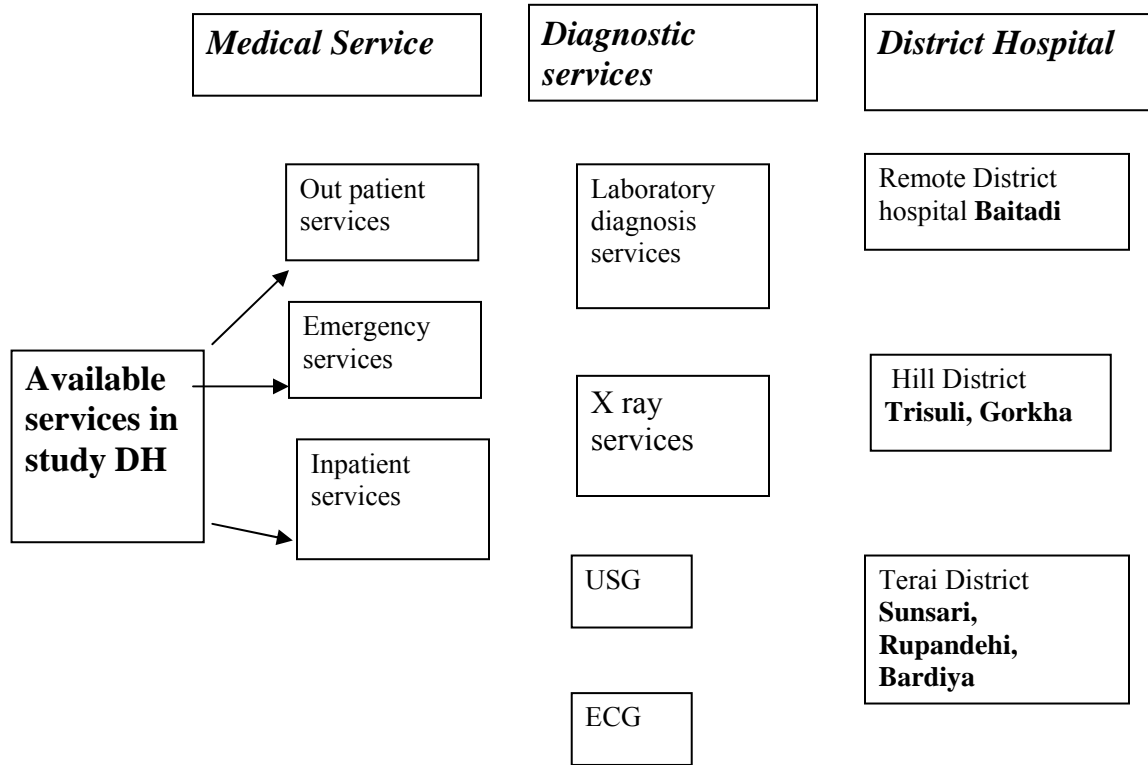 Medical Service
Diagnostic
services
District Hospital
Out patient
services
Laboratory
diagnosis
services
Remote District
hospital Baitadi
Available
services in
study DH
Emergency
services
X ray
services
Hill District
Trisuli, Gorkha
Inpatient
services
USG
Terai District
Sunsari,
Rupandehi,
Bardiya
ECG